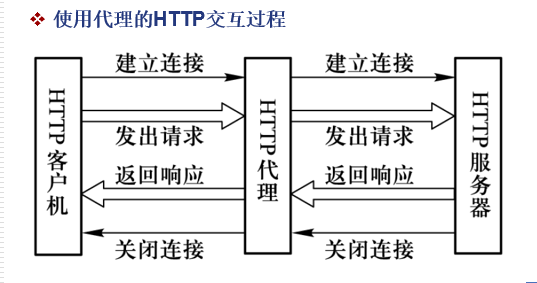 使用代理的HTTP交互过程
建立连接 建立连接
发出请求 发出请求
返回响应 返回响应
关闭连接 关闭连接
HTTP客户机
HTTP代理
HTTP服务器